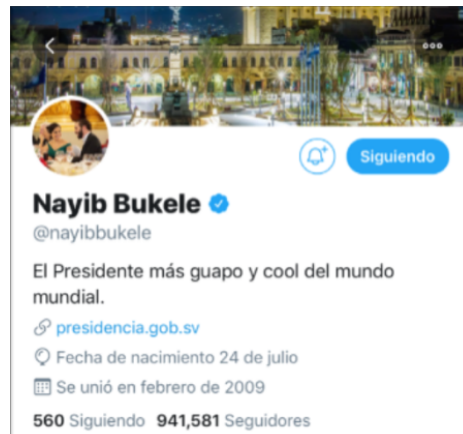 Siguiendo
Nayib Bukele
@nayibbukele
El Presidente más guapo y cool del mundo
mundial.
presidencia.gob.sv
Fecha de nacimiento 24 de julio
Se unió en febrero de 2009
560 Siguiendo 941,581 Seguidores